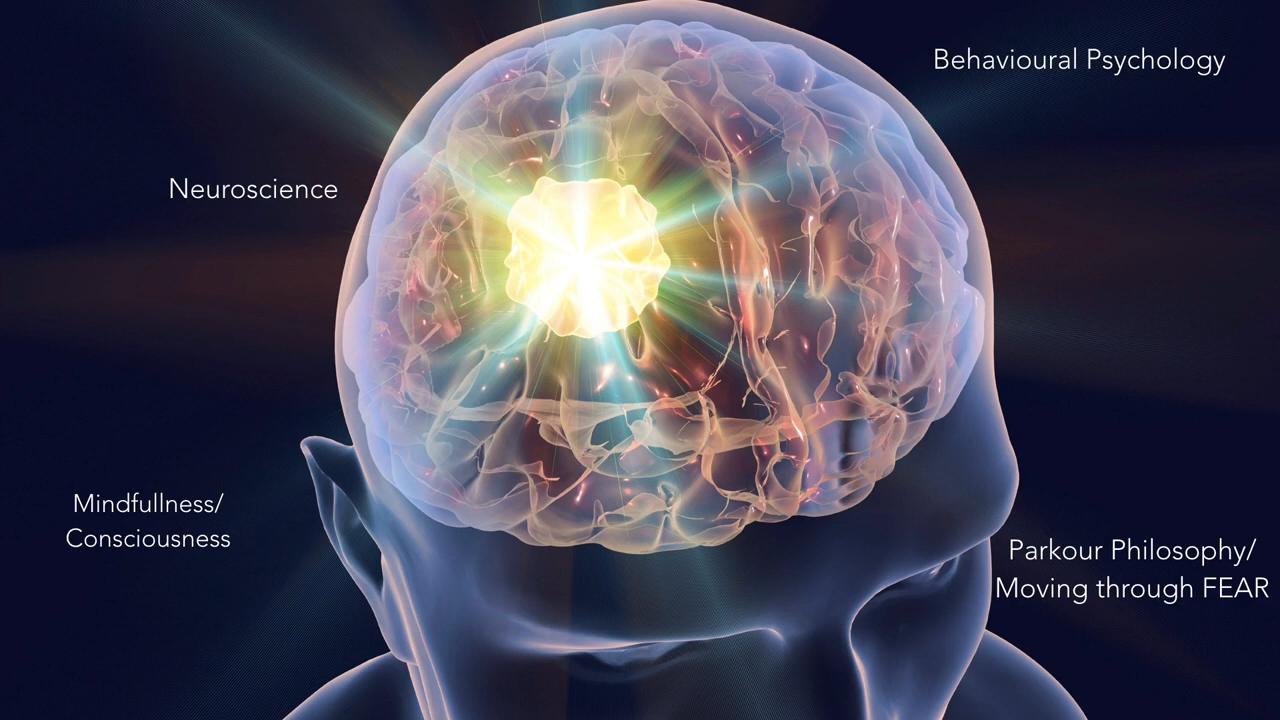 Behavioural Psychology
Neuroscience
Mindfullness/
Consciousness
Parkour Philosophy/
Moving through FEAR